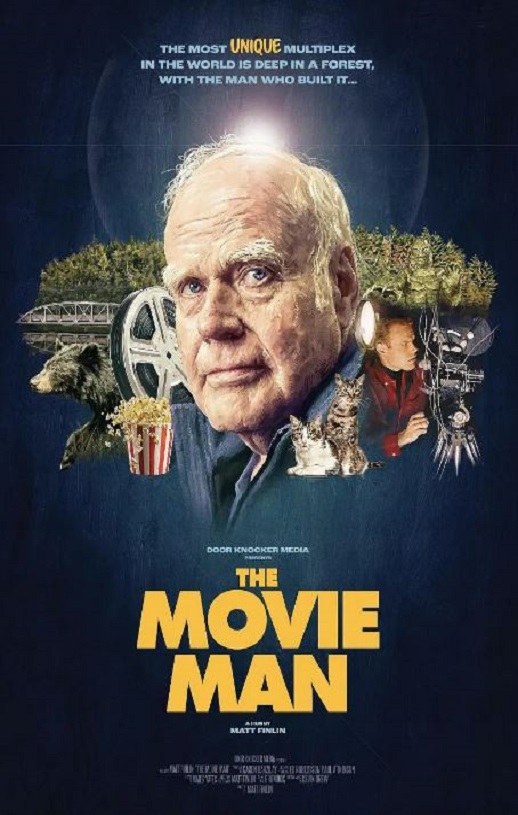 THE MOST UNIQUE MULTIPLEX
IN THE WORLD IS DEEP IN A FOREST,
WITH THE MAN WHO BUILT IT...
DOOR KNOCKER MEDIA
PRESENTS
THE
MOVIE
MAN
A FILM BY
MATT FINLIN